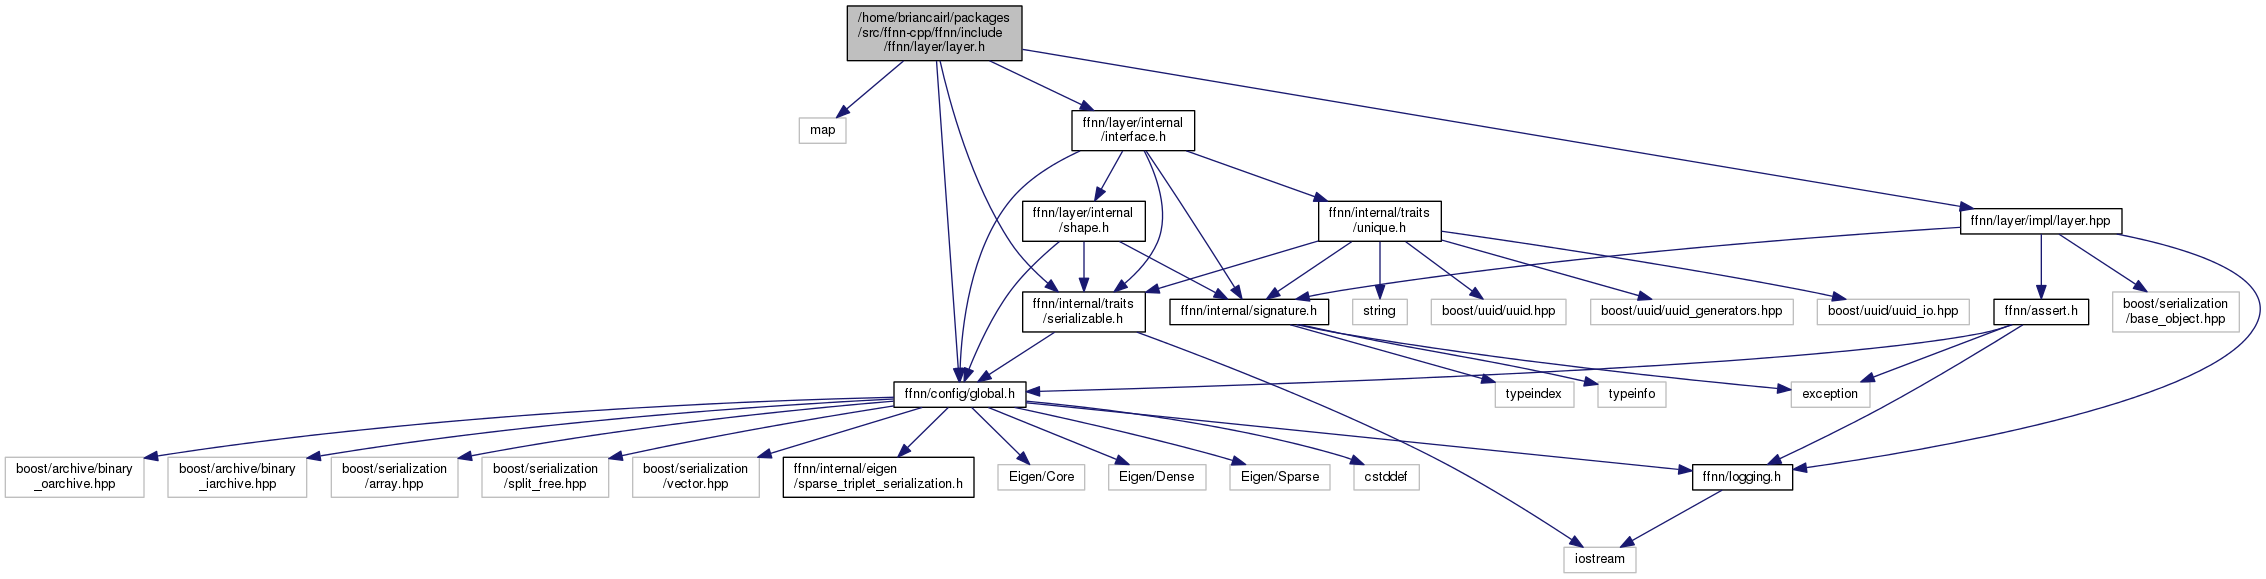 /home/briancairl/packages
/src/ffnn-cpp/ffnn/include
/ffnn/layer/layer.h
map
ffnn/layer/internal
/interface.h
ffnn/layer/internal
/shape.h
ffnn/internal/traits
/unique.h
ffnn/layer/impl/layer.hpp
ffnn/internal/traits
/serializable.h
ffnn/internal/signature.h
string
boost/uuid/uuid.hpp
boost/uuid/uuid_generators.hpp
boost/uuid/uuid_io.hpp
ffnn/assert.h
boost/serialization
/base_object.hpp
ffnn/config/global.h
typeindex
typeinfo
exception
boost/archive/binary
_oarchive.hpp
boost/archive/binary
_iarchive.hpp
boost/serialization
/array.hpp
boost/serialization
/split_free.hpp
boost/serialization
/vector.hpp
ffnn/internal/eigen
/sparse_triplet_serialization.h
Eigen/Core
Eigen/Dense
Eigen/Sparse
cstddef
ffnn/logging.h
iostream